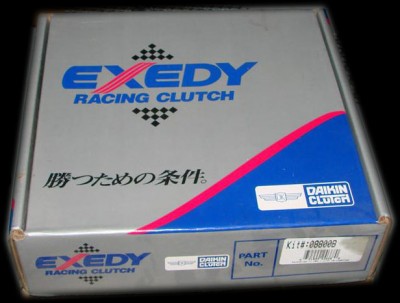 EXEDY
RACING CLUTCH
勝つための条件。
DAIKIN
CLUTCH
EXEDY
RACING CLUTCH
DAIKIN
CLUTCH
PART
No.
Kit#:08800B